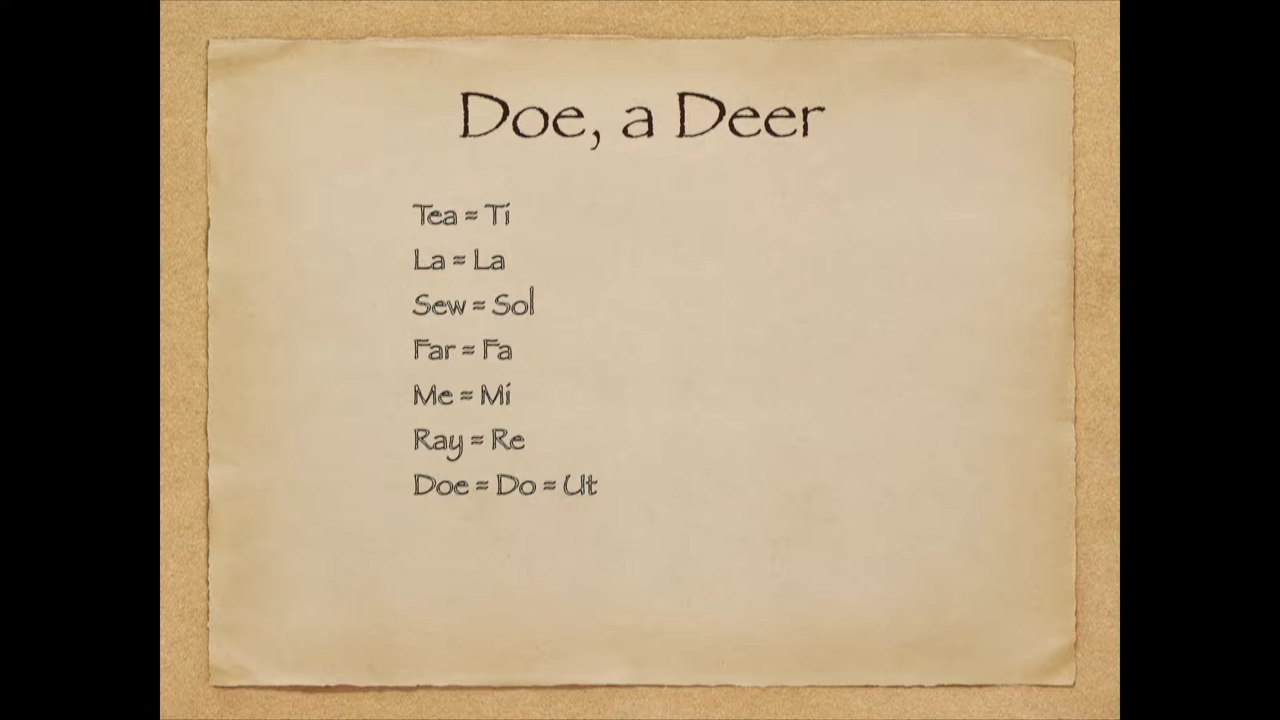 Doe, a Deer
Tea = Ti
La = La
Sew = Sol
Far = Fa
Me = Mi
Ray = Re
Doe = Do = Ut